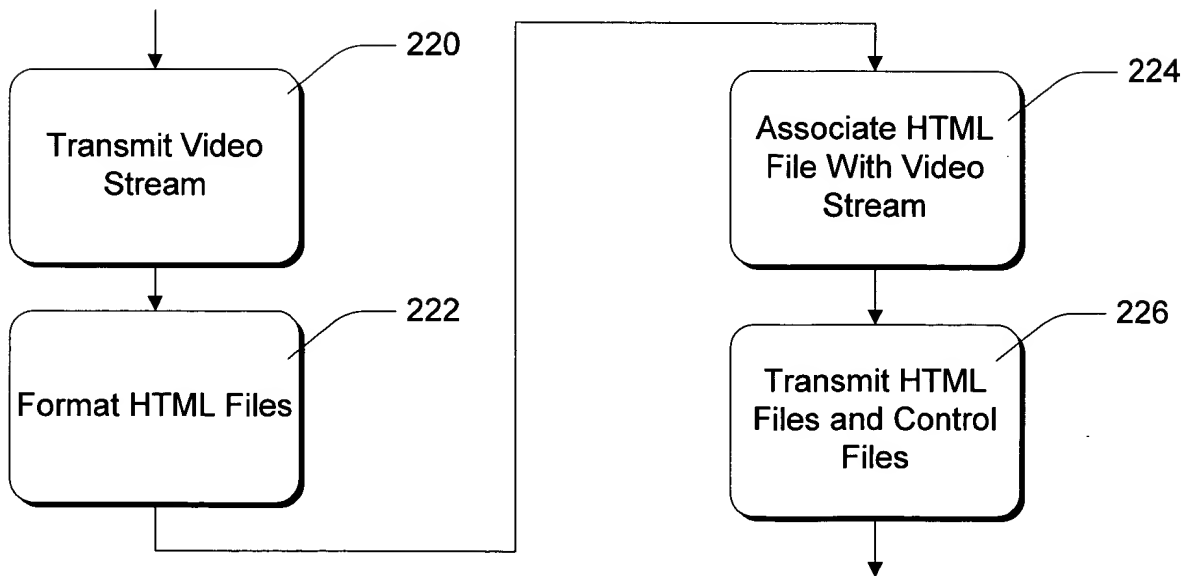 220
Transmit Video
Stream
222
Format HTML Files
224
Associate HTML
File With Video
Stream
226
Transmit HTML
Files and Control
Files